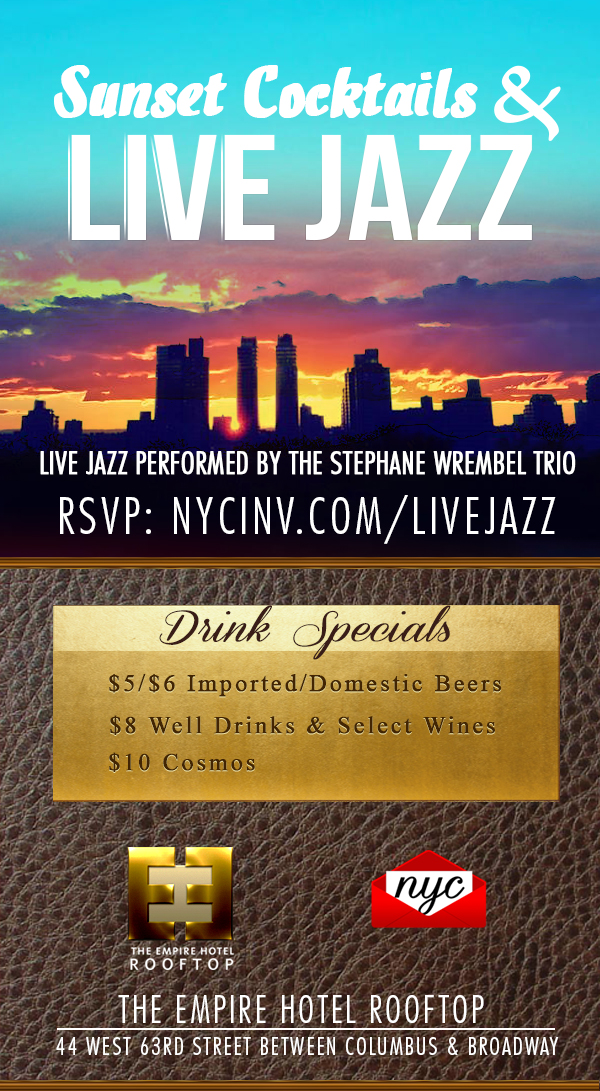 Sunset Cocktails &
LIVE JAZZ
LIVE JAZZ PERFORMED BY THE STEPHANE WREMBEL TRIO
RSVP: NYCINV.COM/LIVEJAZZ
Drink Specials
$5/$6 Imported/Domestic Beers
$8 Well Drinks & Select Wines
$10 Cosmos
THE EMPIRE HOTEL
ROOFTOP
nyc
THE EMPIRE HOTEL ROOFTOP
44 WEST 63RD STREET BETWEEN COLUMBUS & BROADWAY